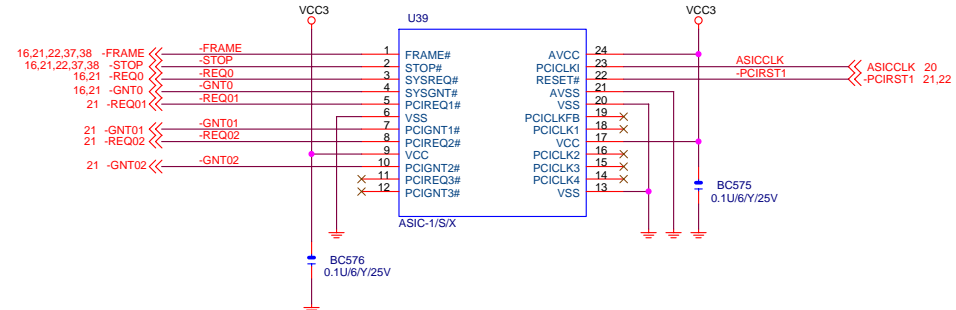 VCC3
VCC3
U39
16,21,22,37,38 -FRAME -FRAME 1 FRAME# AVCC 24
16,21,22,37,38 -STOP -STOP 2 STOP# PCICLKI 23 ASICCLK ASICCLK 20
16,21 -REQ0 -REQ0 3 SYSREQ# RESET# 22 -PCIRST1 -PCIRST1 21,22
16,21 -GNT0 -GNT0 4 SYSGNT# AVSS 21
21 -REQ01 -REQ01 5 PCIREQ1# VSS 20
6 VSS PCICLKFB 19
21 -GNT01 -GNT01 7 PCIGNT1# PCICLK1 18
21 -REQ02 -REQ02 8 PCIREQ2# VCC 17
9 VCC PCICLK2 16
21 -GNT02 -GNT02 10 PCIGNT2# PCICLK3 15
11 PCIREQ3# PCICLK4 14
12 PCIGNT3# VSS 13
ASIC-1/S/X
BC575
0.1U/6/Y/25V
BC576
0.1U/6/Y/25V